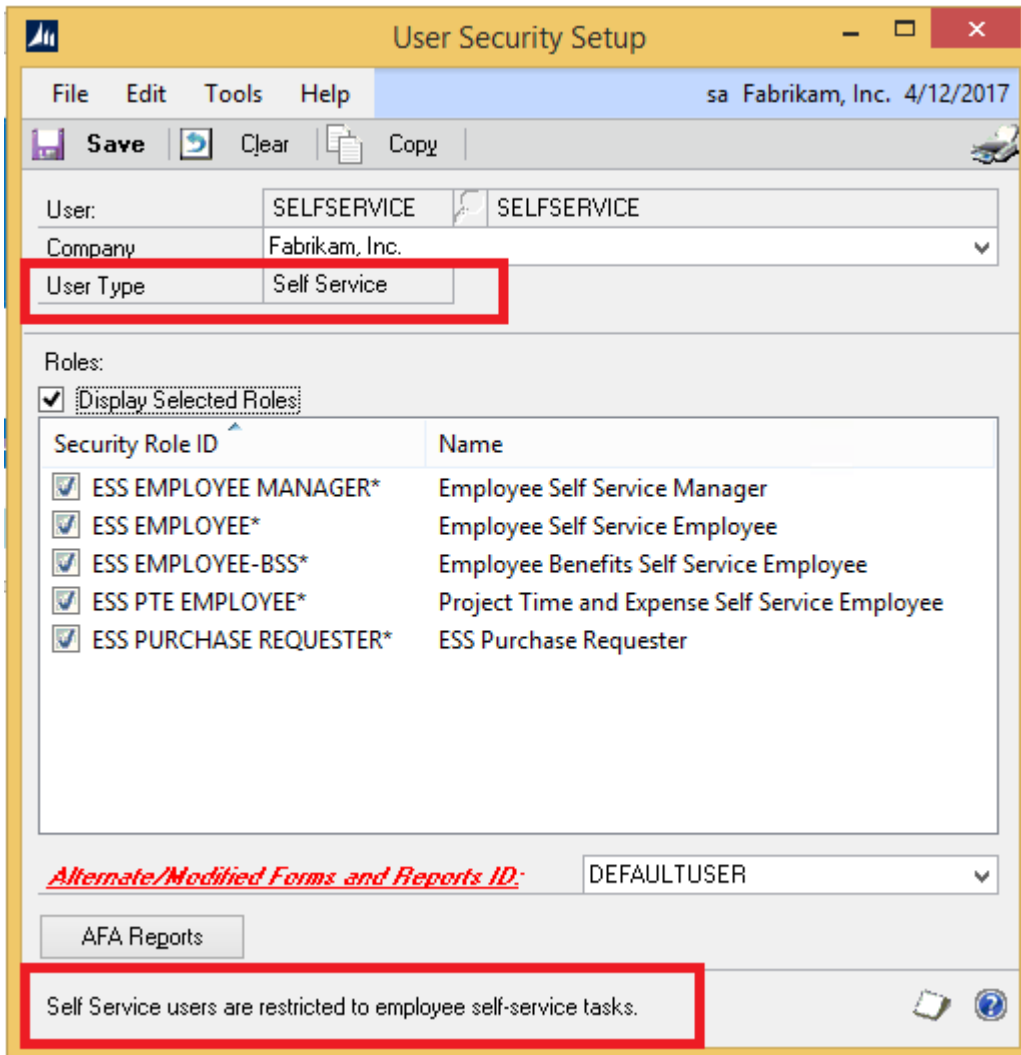 User Security Setup
File Edit Tools Help sa Fabrikam, Inc. 4/12/2017
Save Clear Copy
User: SELFSERVICE SELFSERVICE
Company Fabrikam, Inc.
User Type Self Service
Roles:
Display Selected Roles
Security Role ID Name
ESS EMPLOYEE MANAGER* Employee Self Service Manager
ESS EMPLOYEE* Employee Self Service Employee
ESS EMPLOYEE-BSS* Employee Benefits Self Service Employee
ESS PTE EMPLOYEE* Project Time and Expense Self Service Employee
ESS PURCHASE REQUESTER* ESS Purchase Requester
Alternate/Modified Forms and Reports ID: DEFAULTUSER
AFA Reports
Self Service users are restricted to employee self-service tasks.